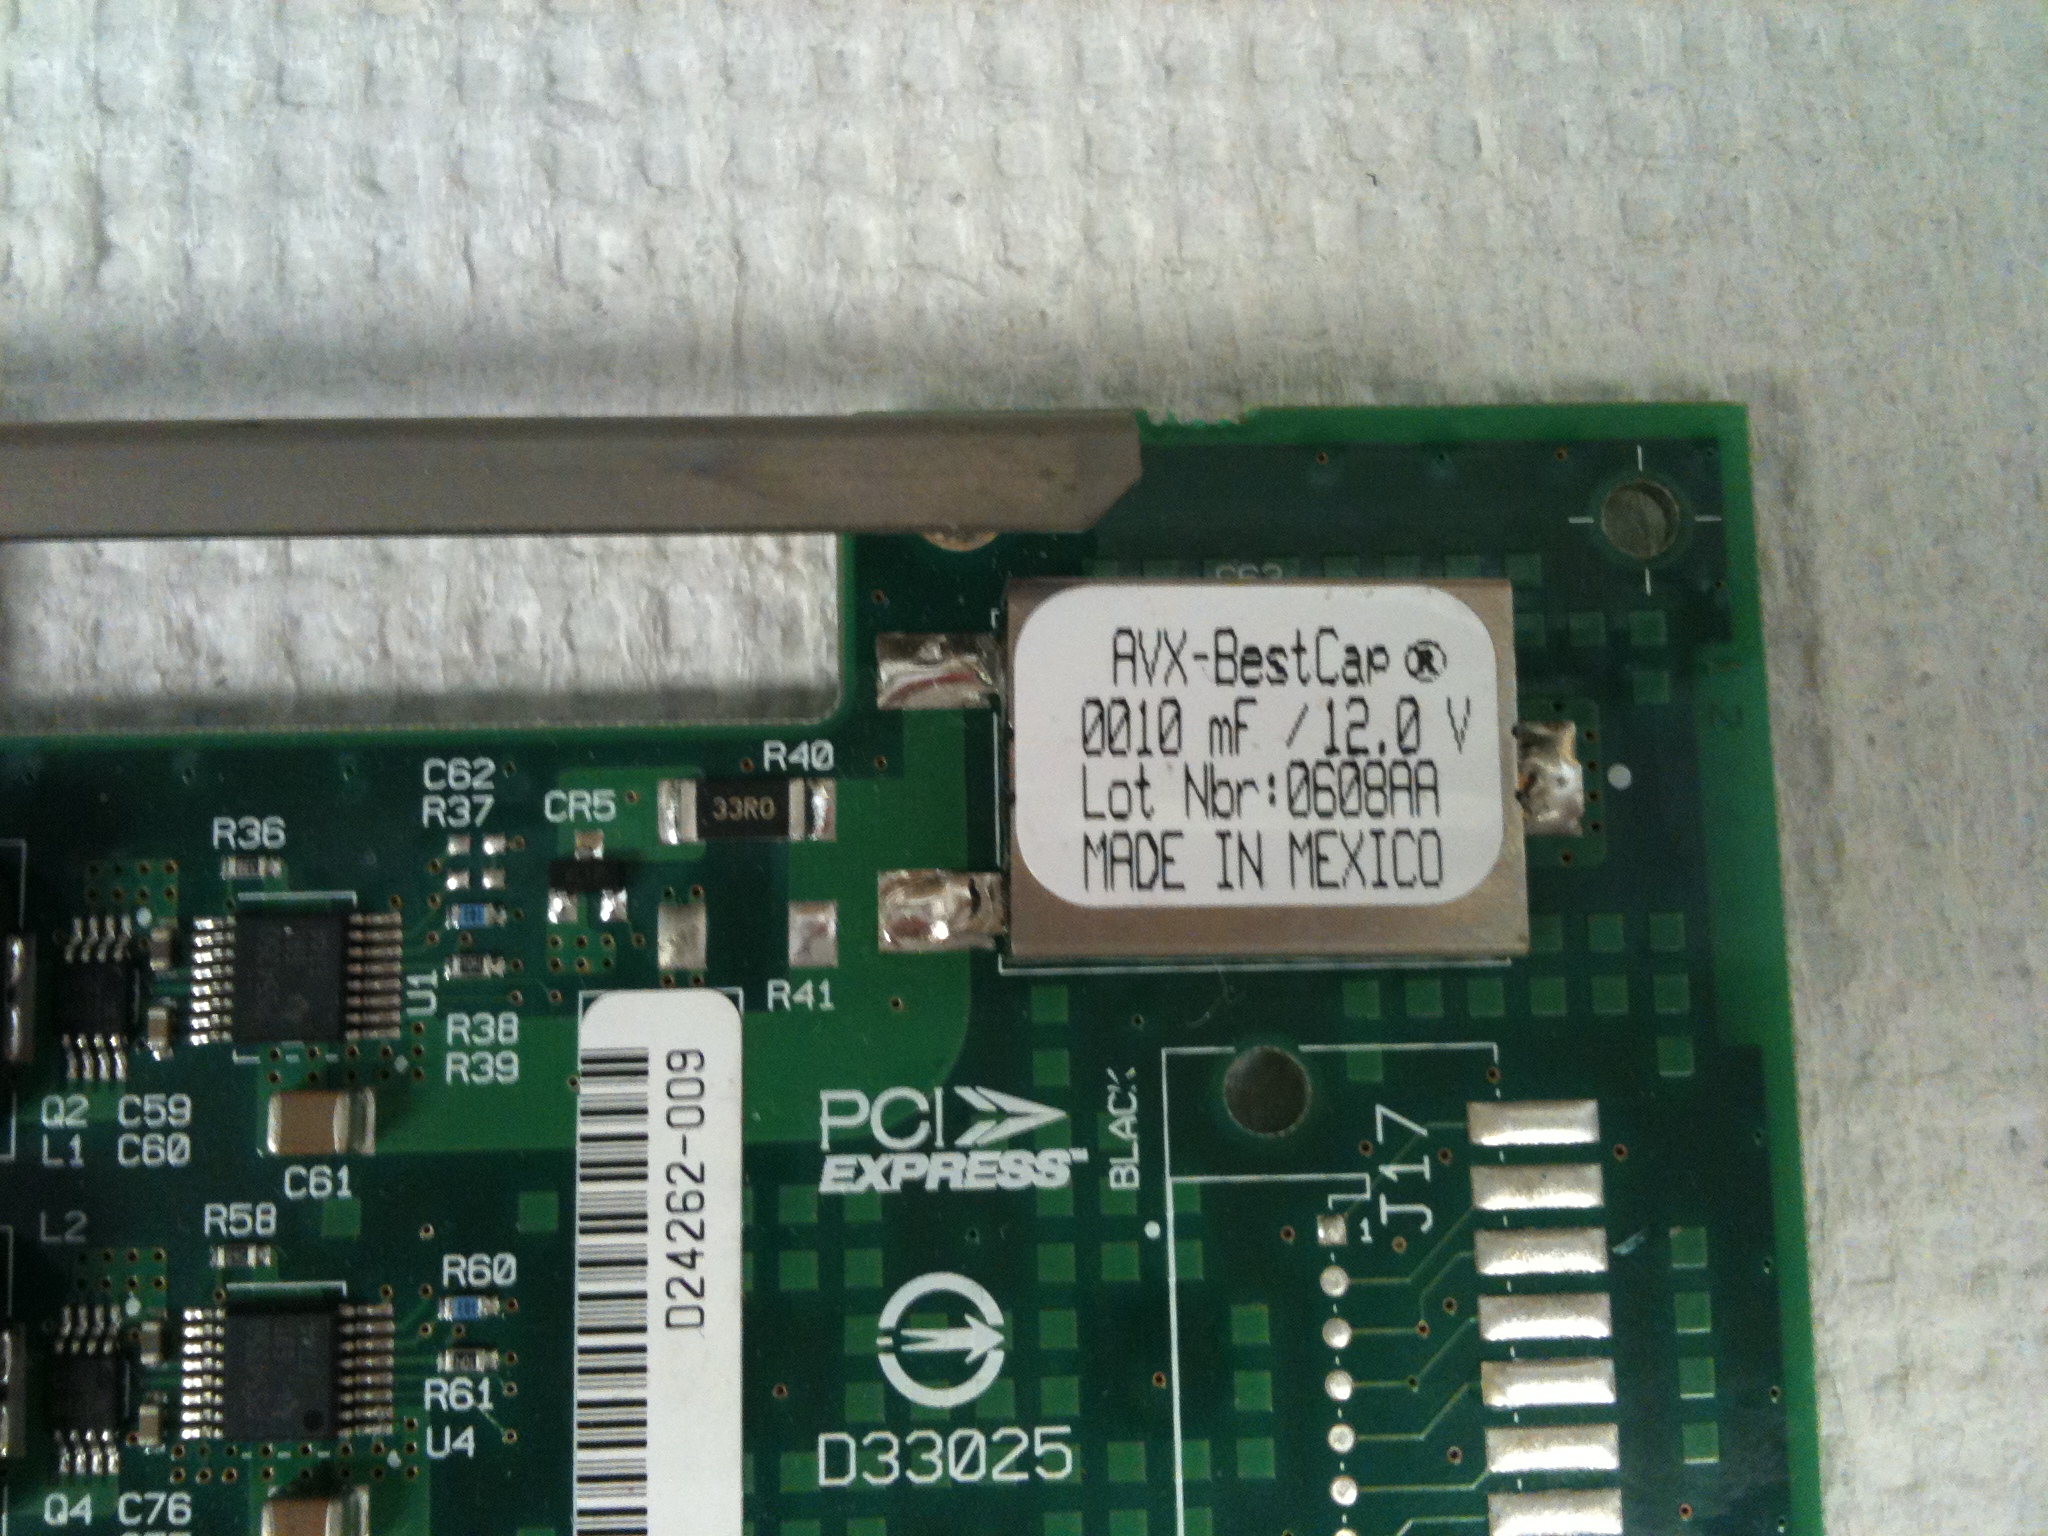 Q4
C76
L2
L1
Q2
C60
C59
R58
R36
C61
U4
R61
R60
U1
R39
R38
R37
C62
CR5
D24262-009
33R0
R41
R40
D33025
PCI
EXPRESS™
BLACK
AVX-BestCap®
0010 mF /12.0 V
Lot Nbr:0608AA
MADE IN MEXICO
1
J17